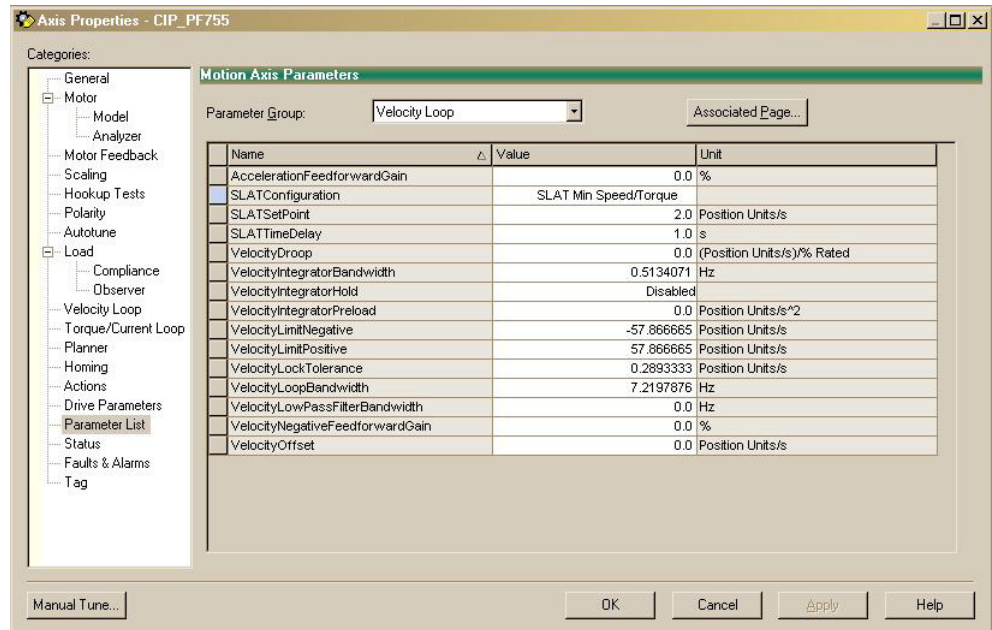 Axis Properties - CIP_PF755
Categories:
General
Motor
Model
Analyzer
Motor Feedback
Scaling
Hookup Tests
Polarity
Autotune
Load
Compliance
Observer
Velocity Loop
Torque/Current Loop
Planner
Homing
Actions
Drive Parameters
Parameter List
Status
Faults & Alarms
Tag
Motion Axis Parameters
Parameter Group: Velocity Loop Associated Page...
Name Value Unit
AccelerationFeedforwardGain 0.0 %
SLATConfiguration SLAT Min Speed/Torque
SLATSetPoint 2.0 Position Units/s
SLATTimeDelay 1.0 s
VelocityDroop 0.0 (Position Units/s)/% Rated
VelocityIntegratorBandwidth 0.5134071 Hz
VelocityIntegratorHold Disabled
VelocityIntegratorPreload 0.0 Position Units/s^2
VelocityLimitNegative -57.866665 Position Units/s
VelocityLimitPositive 57.866665 Position Units/s
VelocityLockTolerance 0.2893333 Position Units/s
VelocityLoopBandwidth 7.2197876 Hz
VelocityLowPassFilterBandwidth 0.0 Hz
VelocityNegativeFeedforwardGain 0.0 %
VelocityOffset 0.0 Position Units/s
Manual Tune... OK Cancel Apply Help